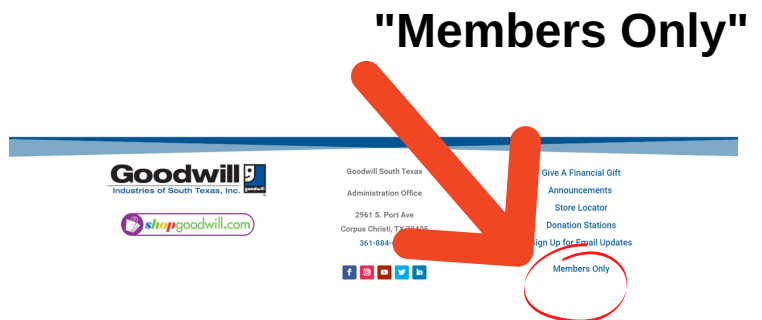 "Members Only"
Goodwill
Industries of South Texas, Inc.
goodwill
shopgoodwill.com
Goodwill South Texas
Administration Office
2961 S. Port Ave
Corpus Christi, TX 78405
361-884-4
Give A Financial Gift
Announcements
Store Locator
Donation Stations
Sign Up for Email Updates
Members Only